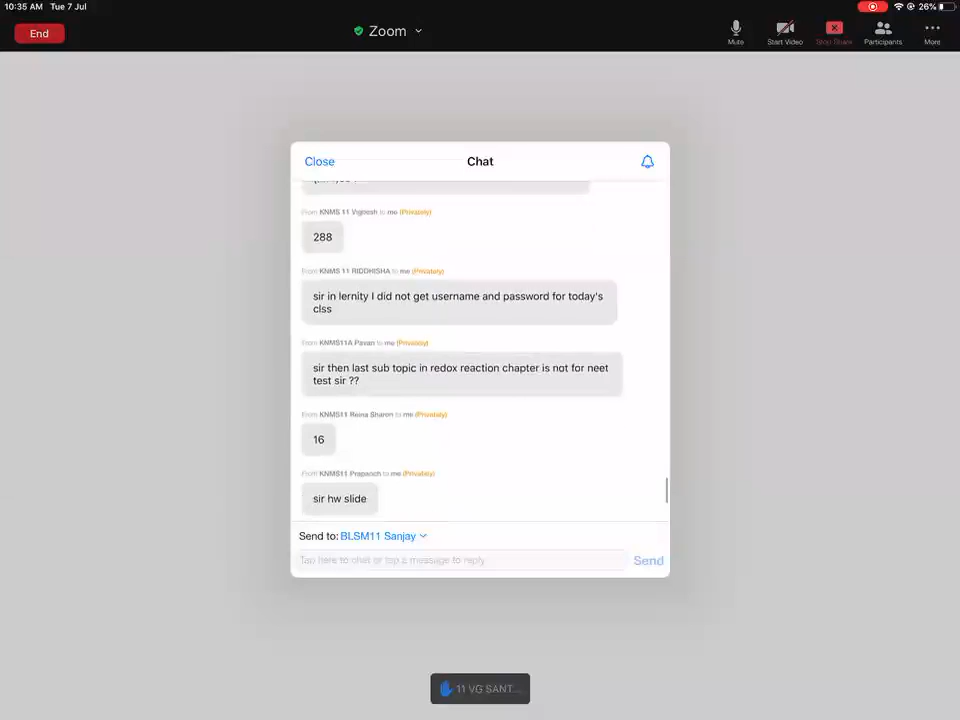 10:35 AM Tue 7 Jul
26%
End
Zoom
Mute
Start Video
Stop Share
Participants
More
Close
Chat
From KNMS 11 Vignesh to me (Privately)
288
From KNMS 11 RIDDHISHA to me (Privately)
sir in lernity I did not get username and password for today's
clss
From KNMS11A Pavan to me (Privately)
sir then last sub topic in redox reaction chapter is not for neet
test sir ??
From KNMS11 Reina Sharon to me (Privately)
16
From KNMS11 Prapanch to me (Privately)
sir hw slide
Send to: BLSM11 Sanjay
Tap here to chat or tap a message to reply
Send
11 VG SANT...